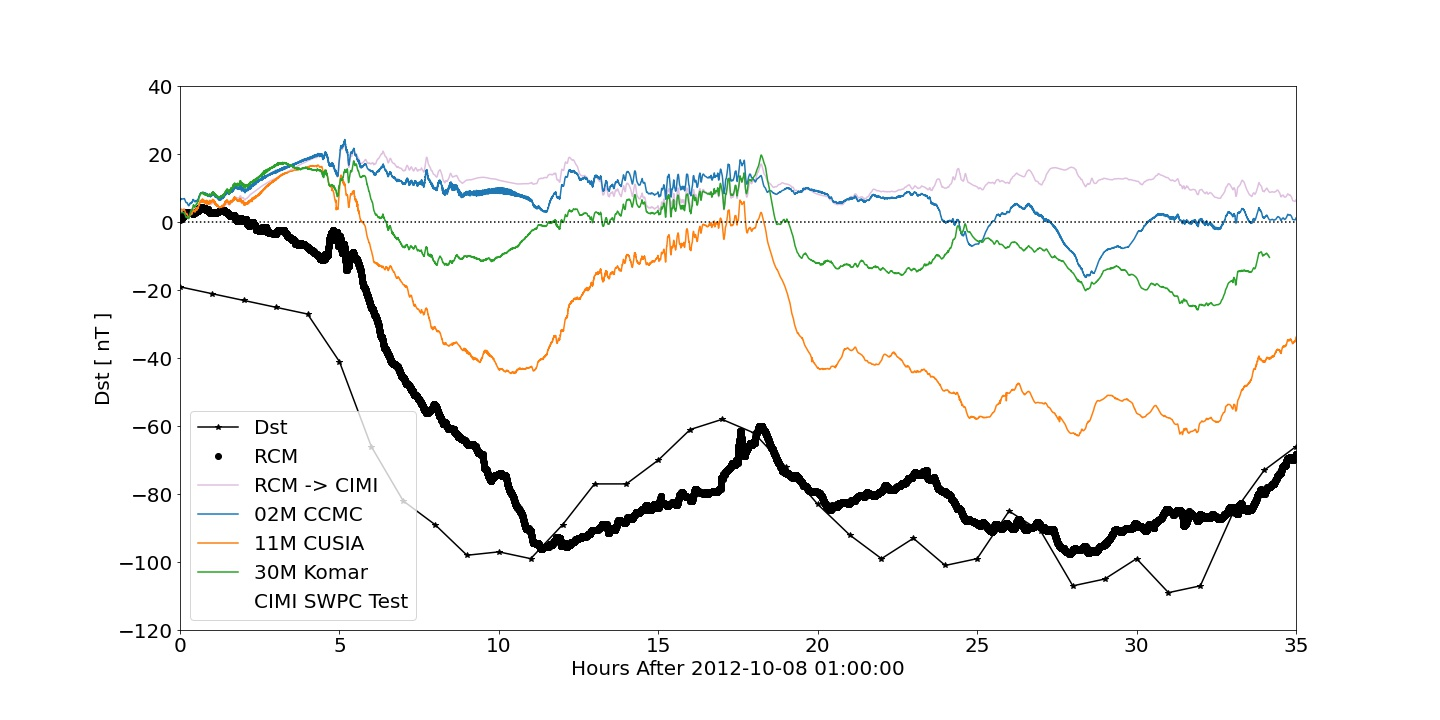 40
20
0
−20
−40
−60
−80
−100
−120
Dst [ nT ]
Dst
RCM
RCM -> CIMI
02M CCMC
11M CUSIA
30M Komar
CIMI SWPC Test
0 5 10 15 20 25 30 35
Hours After 2012-10-08 01:00:00